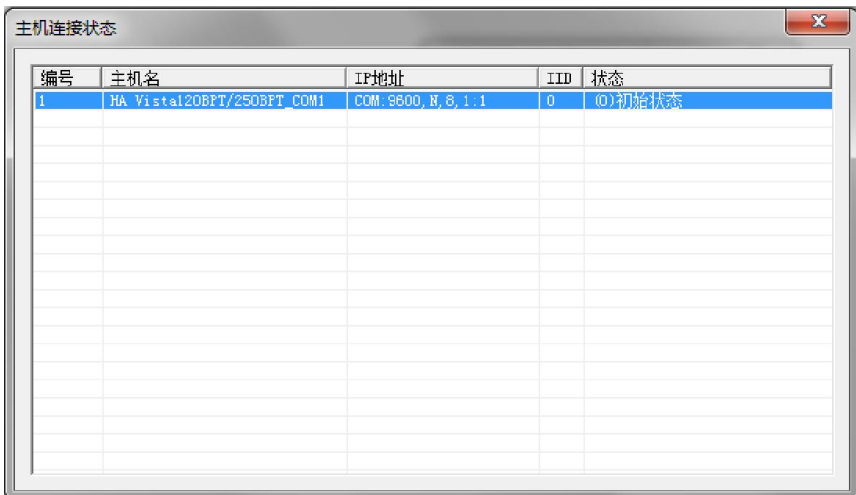 主机连接状态
编号 主机名 IP地址 IID 状态
1 HA Vista120BPT/250BPT_COM1 COM:9600,N,8,1:1 0 (0)初始状态